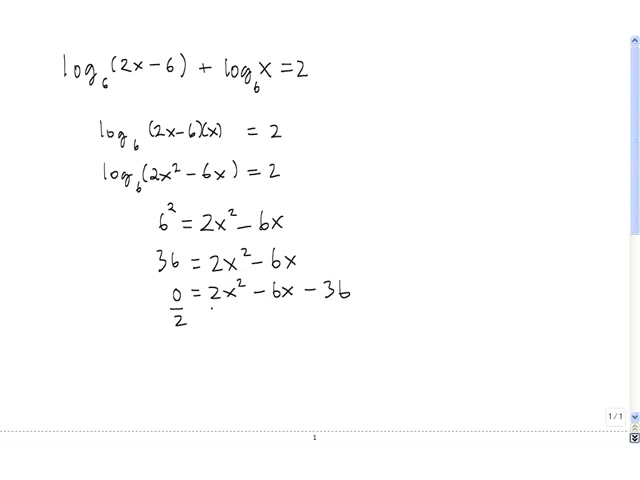 log₆(2x-6) + log₆x = 2
log₆(2x-6)(x) = 2
log₆(2x²-6x) = 2
6² = 2x²-6x
36 = 2x²-6x
0 = 2x²-6x-36
2
1 / 1
1